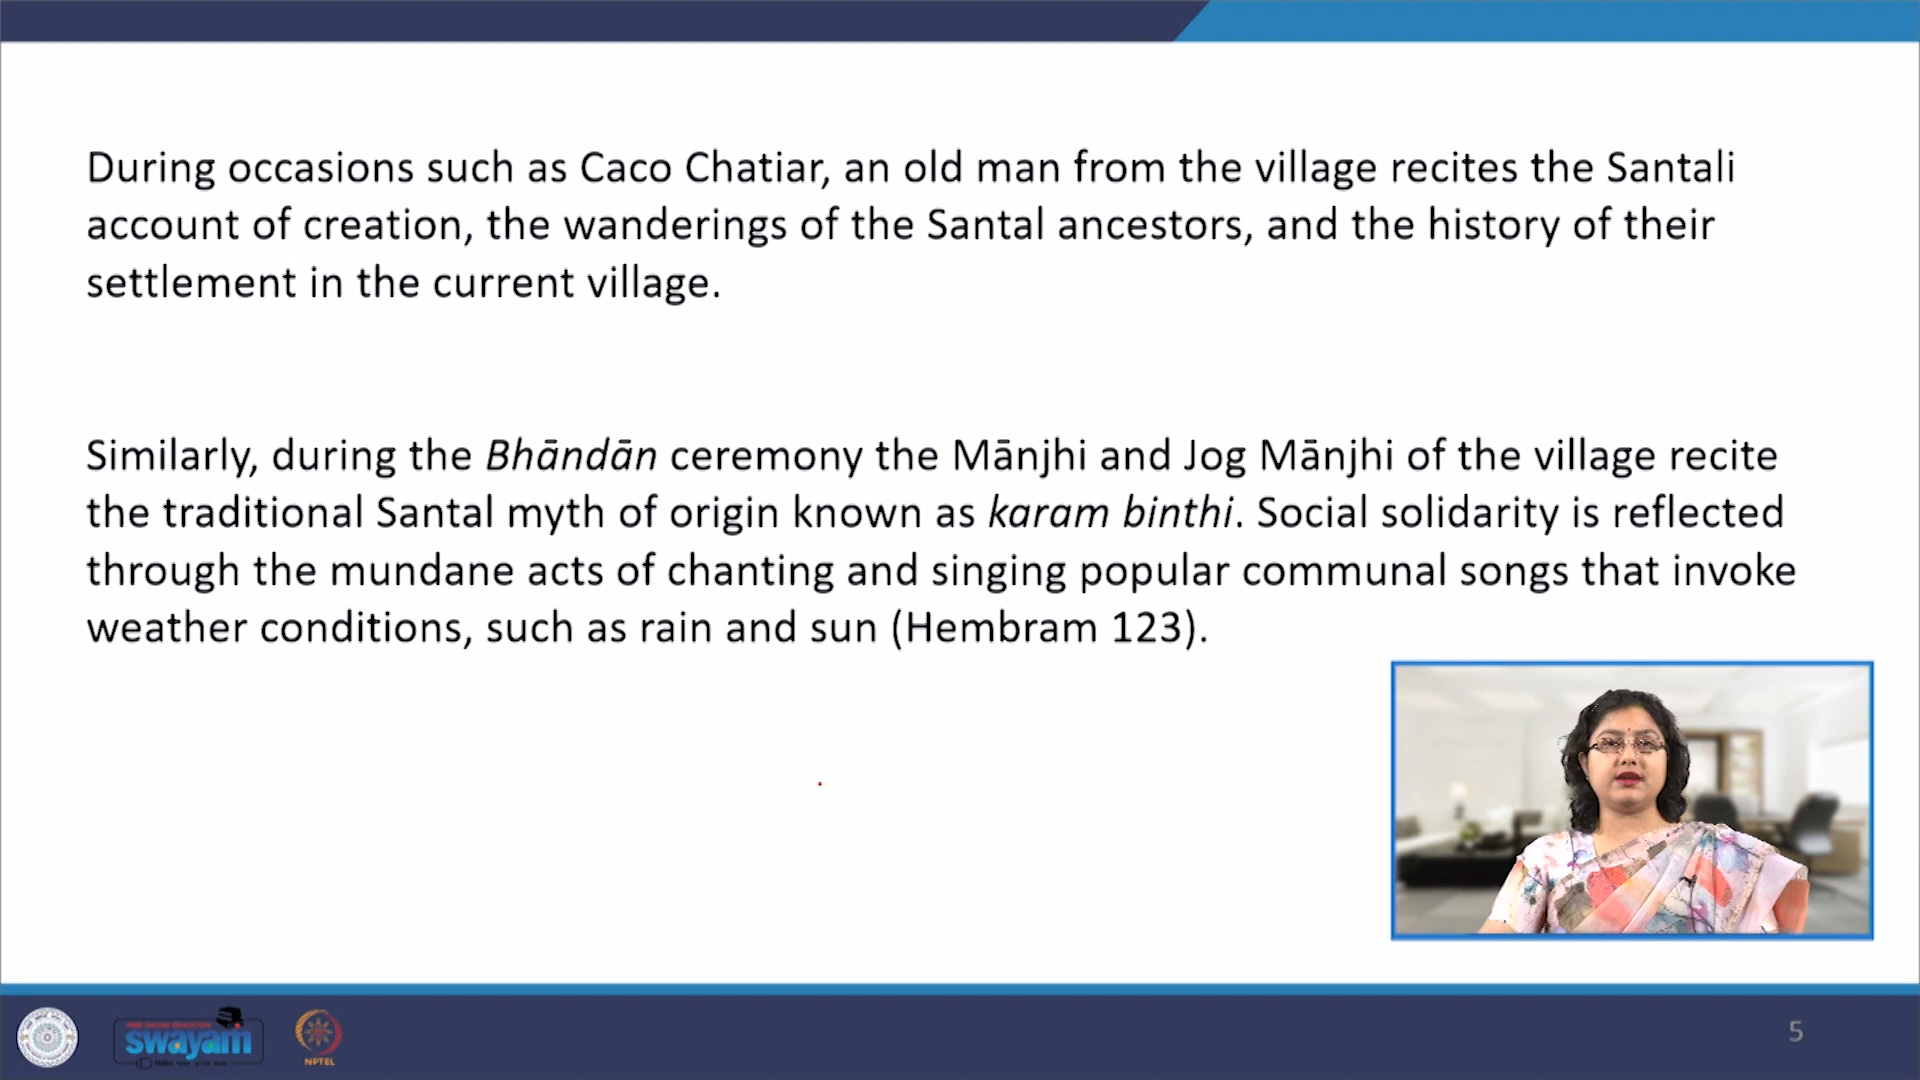 During occasions such as Caco Chatiar, an old man from the village recites the Santali
account of creation, the wanderings of the Santal ancestors, and the history of their
settlement in the current village.
Similarly, during the Bhāndān ceremony the Mānjhi and Jog Mānjhi of the village recite
the traditional Santal myth of origin known as karam binthi. Social solidarity is reflected
through the mundane acts of chanting and singing popular communal songs that invoke
weather conditions, such as rain and sun (Hembram 123).
FREE ONLINE EDUCATION
swayam
NPTEL
5